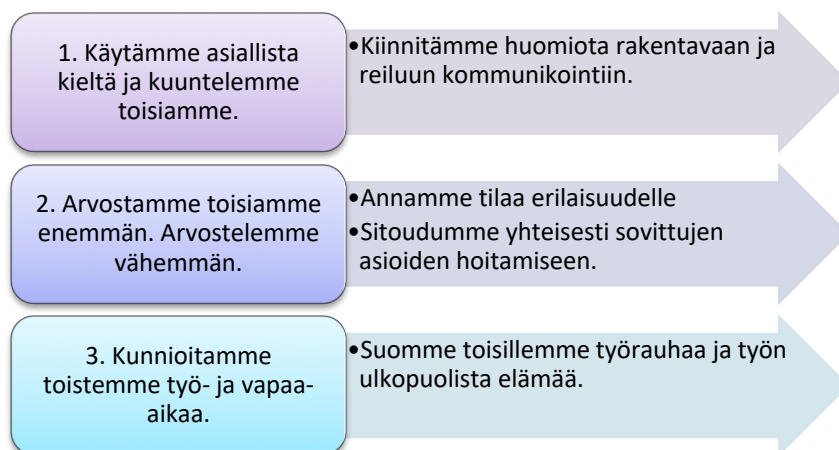 1. Käytämme asiallista
kieltä ja kuuntelemme
toisiamme.
•Kiinnitämme huomiota rakentavaan ja
reiluun kommunikointiin.
2. Arvostamme toisiamme
enemmän. Arvostelemme
vähemmän.
•Annamme tilaa erilaisuudelle
•Sitoudumme yhteisesti sovittujen
asioiden hoitamiseen.
3. Kunnioitamme
toistemme työ- ja vapaa-
aikaa.
•Suomme toisillemme työrauhaa ja työn
ulkopuolista elämää.